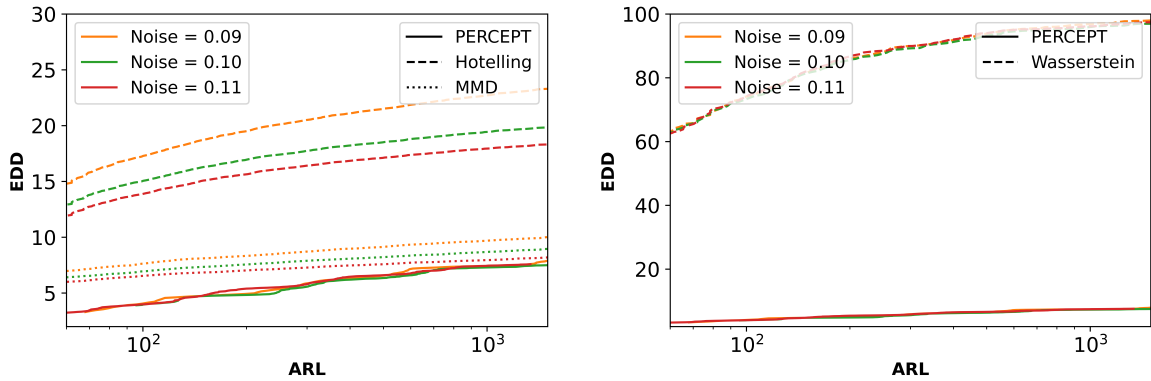 30
25
20
15
10
5
EDD
Noise = 0.09
Noise = 0.10
Noise = 0.11
PERCEPT
Hotelling
MMD
10²
10³
ARL
100
80
60
40
20
EDD
Noise = 0.09
Noise = 0.10
Noise = 0.11
PERCEPT
Wasserstein
10²
10³
ARL